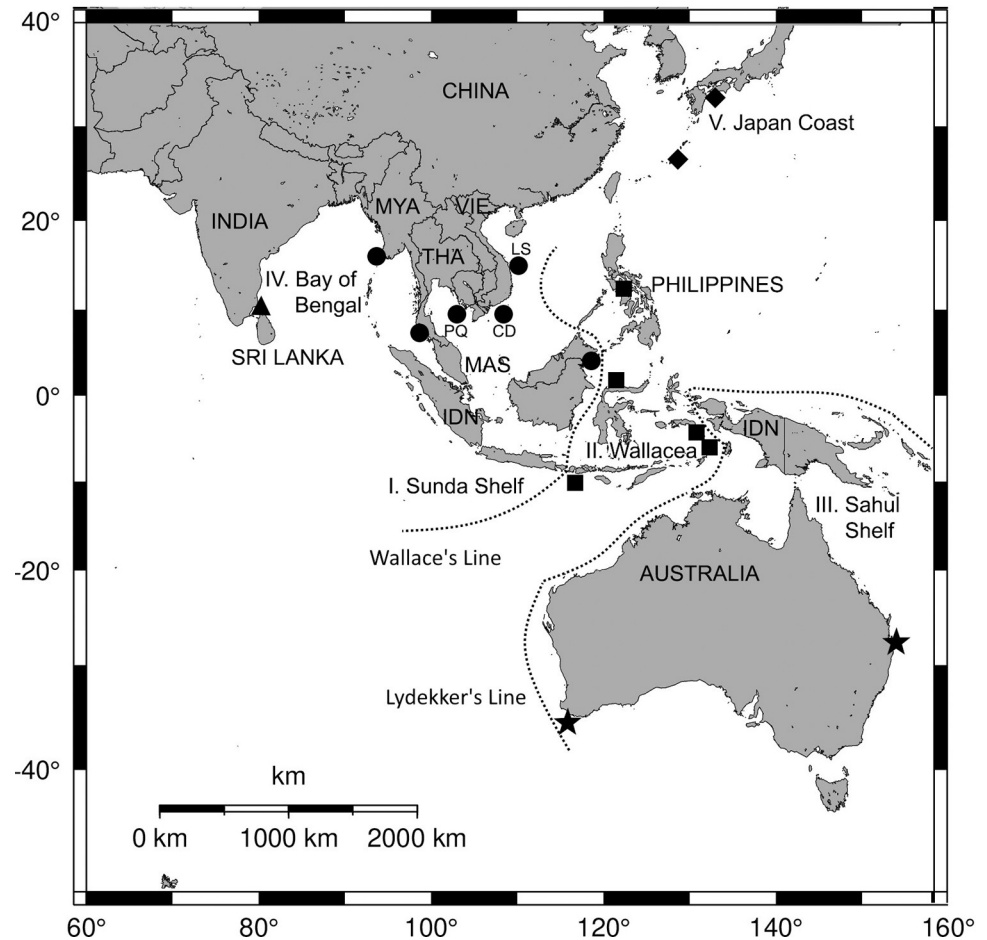 40°
CHINA
V. Japan Coast
20°
MYA
VIE
INDIA
LS
THA
IV. Bay of
Bengal
PHILIPPINES
PQ
CD
SRI LANKA
MAS
0°
IDN
IDN
II. Wallacea
I. Sunda Shelf
III. Sahul
Shelf
Wallace's Line
-20°
AUSTRALIA
Lydekker's Line
-40°
km
0 km
1000 km
2000 km
60°
80°
100°
120°
140°
160°